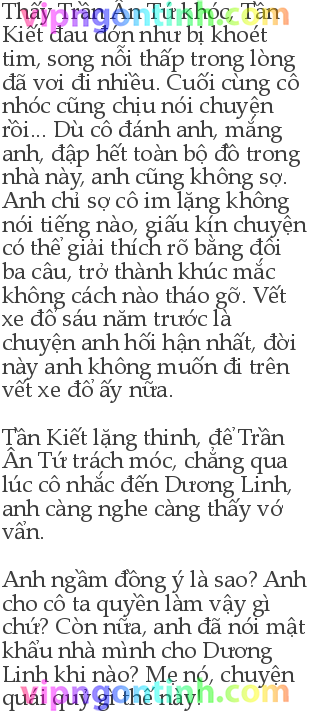 Thấy Trần Ân Tứ khóc, Tần
Kiết đau đớn như bị khoét
tim, song nỗi thấp trong lòng
đã vơi đi nhiều. Cuối cùng cô
nhóc cũng chịu nói chuyện
rồi... Dù cô đánh anh, mắng
anh, đập hết toàn bộ đồ trong
nhà này, anh cũng không sợ.
Anh chỉ sợ cô im lặng không
nói tiếng nào, giấu kín chuyện
có thể giải thích rõ bằng đôi
ba câu, trở thành khúc mắc
không cách nào tháo gỡ. Vết
xe đổ sáu năm trước là
chuyện anh hối hận nhất, đời
này anh không muốn đi trên
vết xe đổ ấy nữa.
Tần Kiết lặng thinh, để Trần
Ân Tứ trách móc, chẳng qua
lúc cô nhắc đến Dương Linh,
anh càng nghe càng thấy vớ
vẩn.
Anh ngầm đồng ý là sao? Anh
cho cô ta quyền làm vậy gì
chứ? Còn nữa, anh đã nói mật
khẩu nhà mình cho Dương
Linh khi nào? Mẹ nó, chuyện
quái quỷ gì thế này!
vipngontinh.com
vipngontinh.com